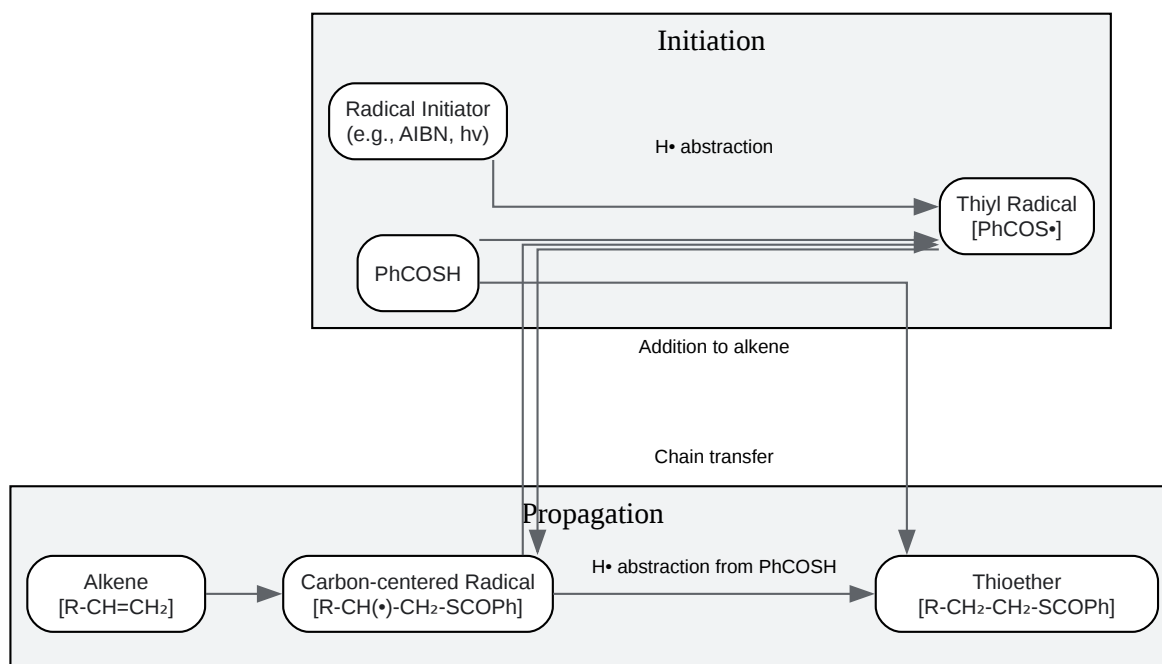 Initiation
Radical Initiator
(e.g., AIBN, hv)
H• abstraction
Thiyl Radical
[PhCOS•]
PhCOSH
Addition to alkene
Chain transfer
Propagation
Alkene
[R-CH=CH₂]
Carbon-centered Radical
[R-CH(•)-CH₂-SCOPh]
H• abstraction from PhCOSH
Thioether
[R-CH₂-CH₂-SCOPh]